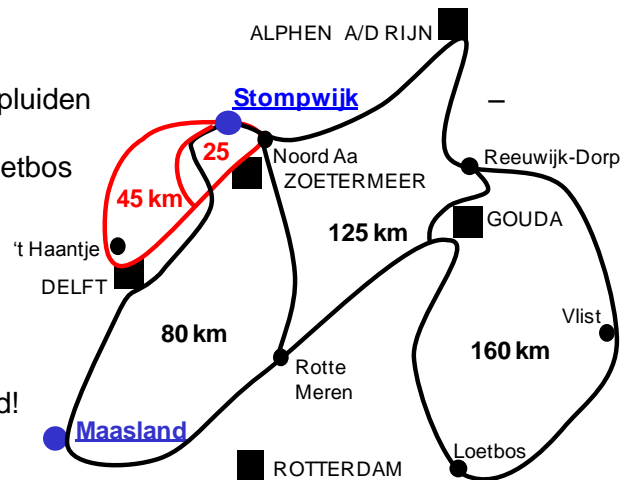 ALPHEN A/D RIJN
pluiden
Stompwijk
–
25
Noord Aa
Reeuwijk-Dorp
etbos
ZOETERMEER
45 km
GOUDA
125 km
't Haantje
DELFT
Vlist
80 km
160 km
Rotte
Meren
d!
Maasland
Loetbos
ROTTERDAM